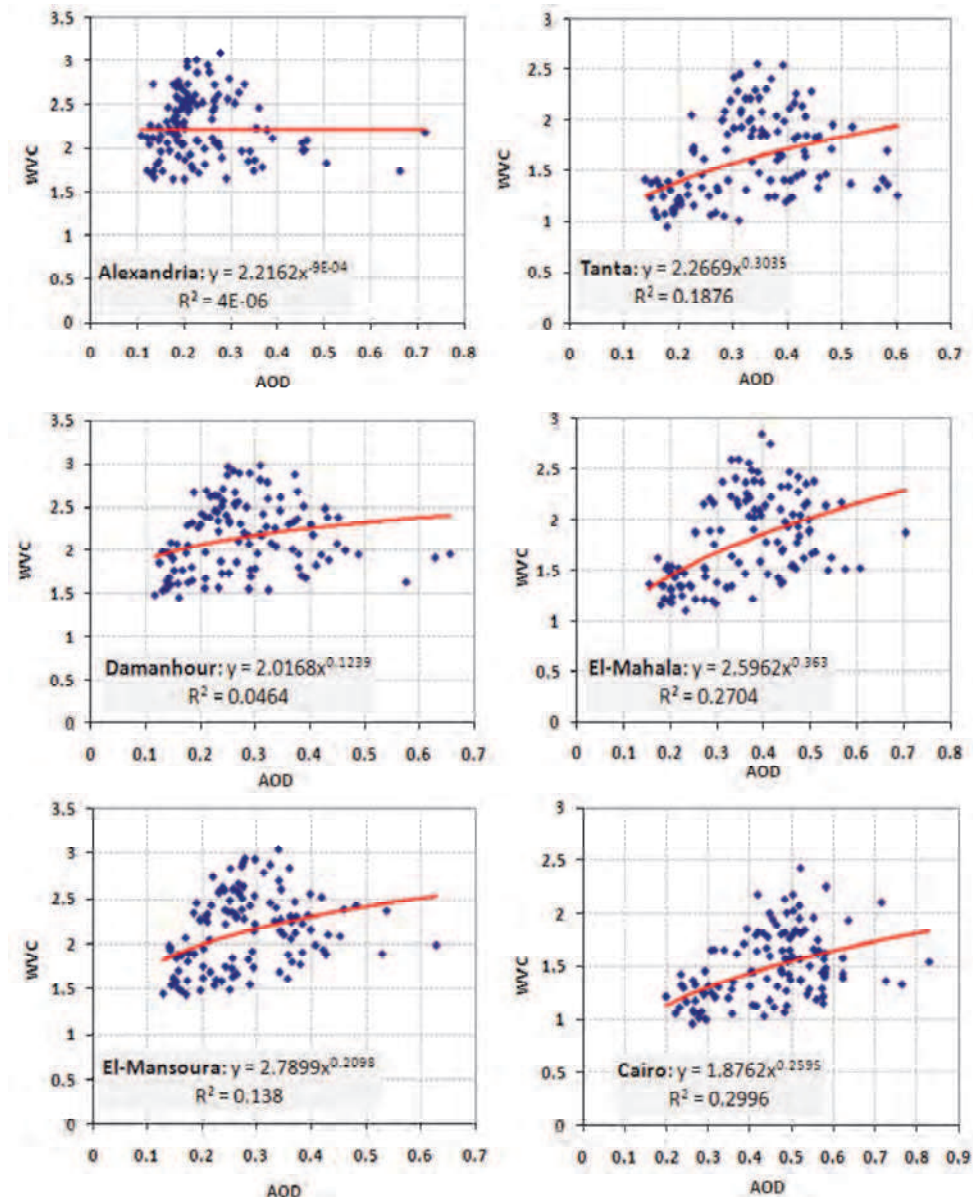 3.5
3
2.5
2
1.5
1
0.5
0
WVC
Alexandria: y = 2.2162x^-9E-04
R² = 4E-06
0 0.1 0.2 0.3 0.4 0.5 0.6 0.7 0.8
AOD
3
2.5
2
1.5
1
0.5
0
WVC
Tanta: y = 2.2669x^0.3035
R² = 0.1876
0 0.1 0.2 0.3 0.4 0.5 0.6 0.7
AOD
3.5
3
2.5
2
1.5
1
0.5
0
WVC
Damanhour: y = 2.0168x^0.1239
R² = 0.0464
0 0.1 0.2 0.3 0.4 0.5 0.6 0.7
AOD
3
2.5
2
1.5
1
0.5
0
WVC
El-Mahala: y = 2.5962x^0.363
R² = 0.2704
0 0.1 0.2 0.3 0.4 0.5 0.6 0.7 0.8
AOD
3.5
3
2.5
2
1.5
1
0.5
0
WVC
El-Mansoura: y = 2.7899x^0.2098
R² = 0.138
0 0.1 0.2 0.3 0.4 0.5 0.6 0.7
AOD
3
2.5
2
1.5
1
0.5
0
WVC
Cairo: y = 1.8762x^0.2595
R² = 0.2996
0 0.1 0.2 0.3 0.4 0.5 0.6 0.7 0.8 0.9
AOD